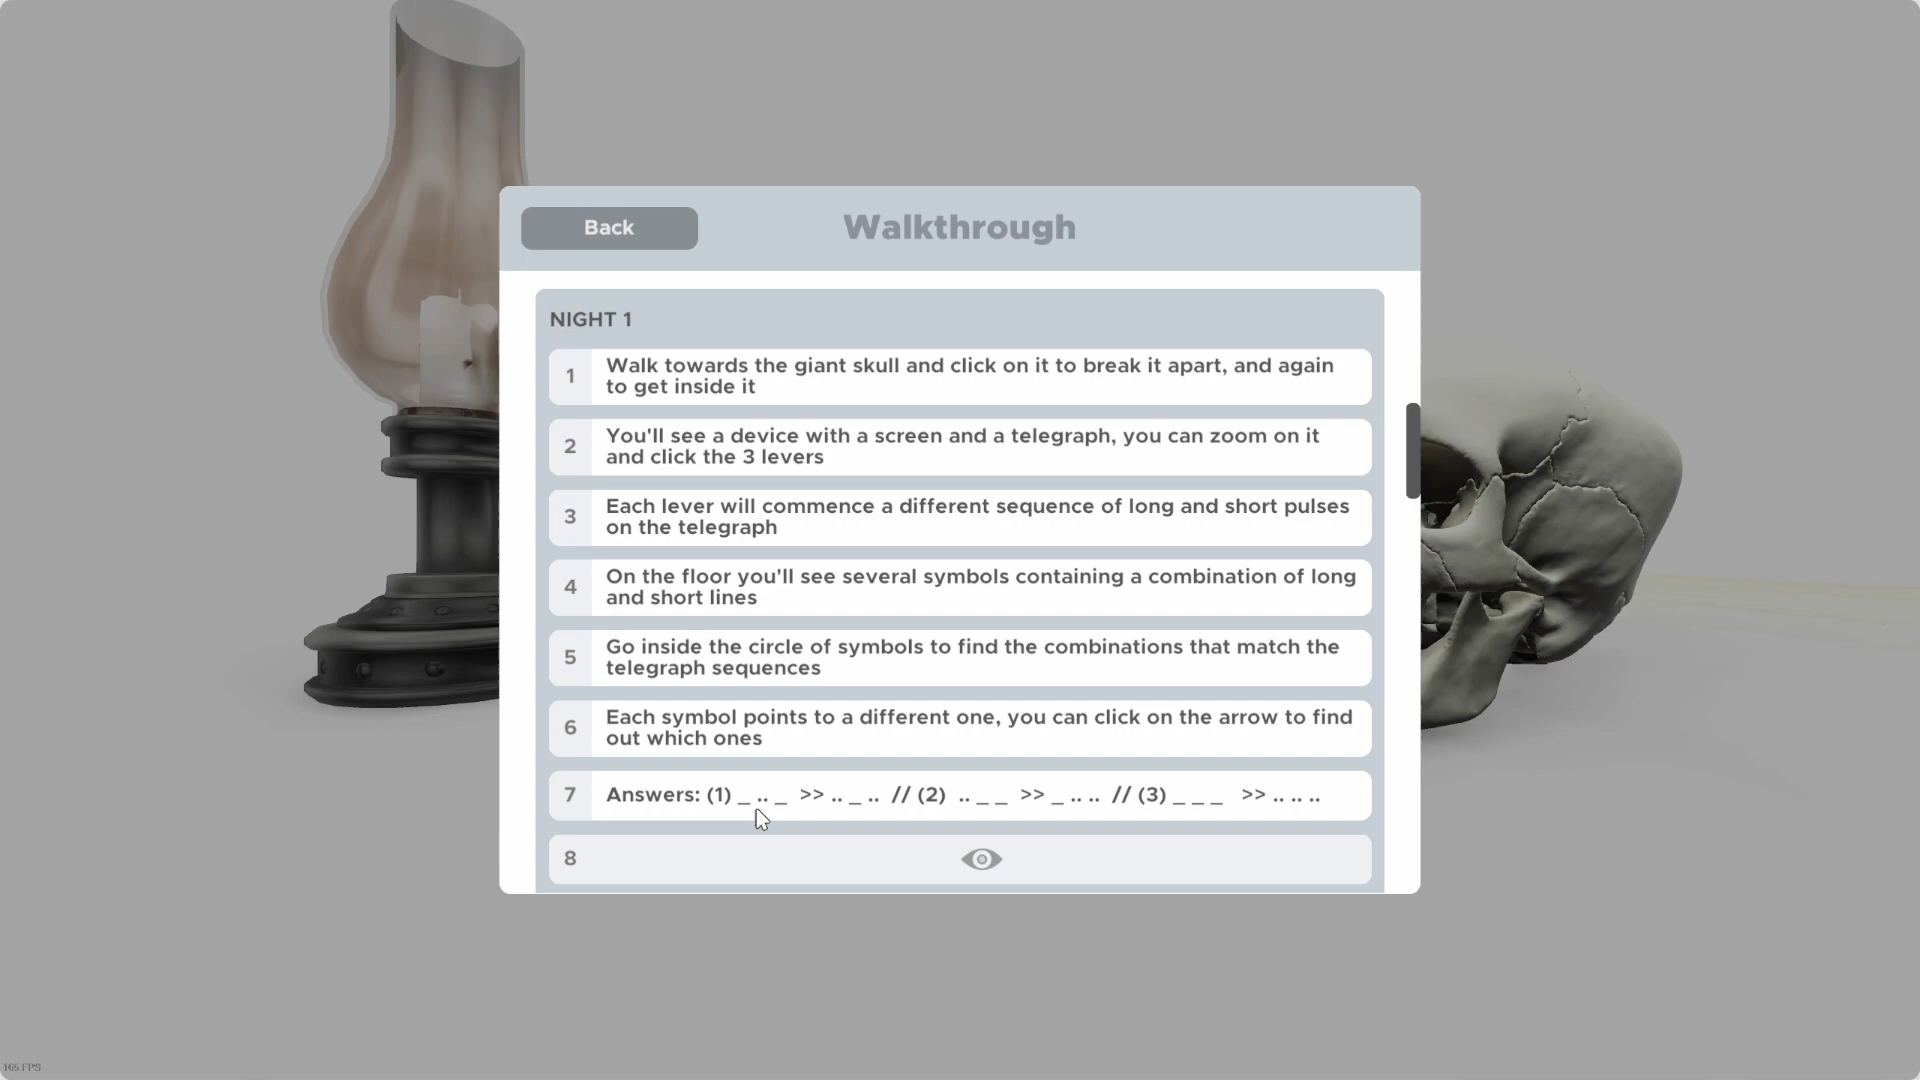 Back
Walkthrough
NIGHT 1
1
Walk towards the giant skull and click on it to break it apart, and again
to get inside it
2
You'll see a device with a screen and a telegraph, you can zoom on it
and click the 3 levers
3
Each lever will commence a different sequence of long and short pulses
on the telegraph
4
On the floor you'll see several symbols containing a combination of long
and short lines
5
Go inside the circle of symbols to find the combinations that match the
telegraph sequences
6
Each symbol points to a different one, you can click on the arrow to find
out which ones
7
Answers: (1) _ .. _ >> .. _ .. // (2) .. _ _ >> _ .. .. // (3) _ _ _ >> .. .. ..
8
165 FPS